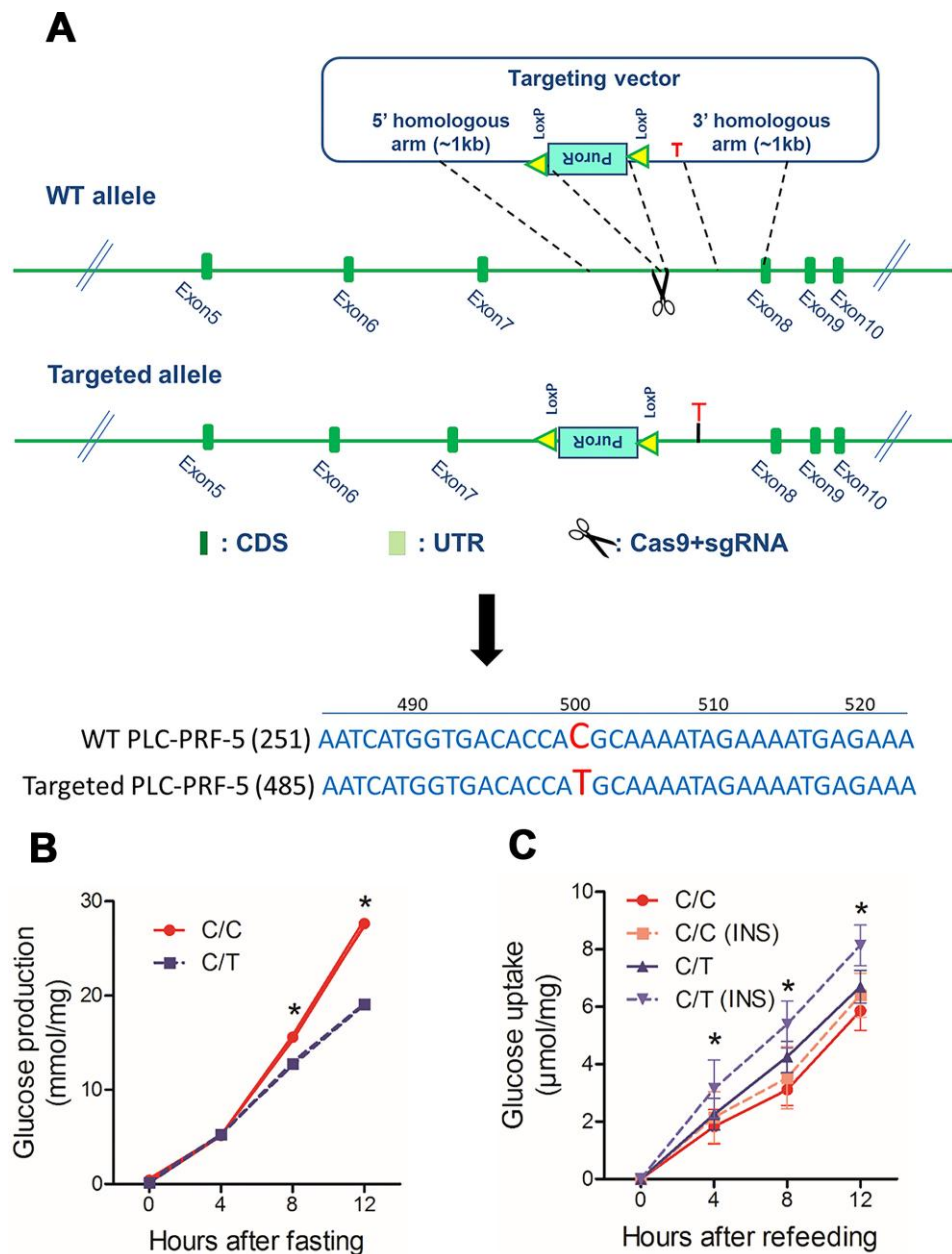 A
Targeting vector
5' homologous arm (~1kb)
LoxP
PuroR
LoxP
T
3' homologous arm (~1kb)
WT allele
Exon5
Exon6
Exon7
Exon8
Exon9
Exon10
Targeted allele
LoxP
PuroR
LoxP
T
Exon5
Exon6
Exon7
Exon8
Exon9
Exon10
: CDS
: UTR
: Cas9+sgRNA
490 500 510 520
WT PLC-PRF-5 (251) AATCATGGTGACACCACGCAAAATAGAAAATGAGAAA
Targeted PLC-PRF-5 (485) AATCATGGTGACACCATGCAAAATAGAAAATGAGAAA
B
Glucose production
(mmol/mg)
30
20
10
0
C/C
C/T
*
*
0 4 8 12
Hours after fasting
C
Glucose uptake
(µmol/mg)
10
8
6
4
2
0
C/C
C/C (INS)
C/T
C/T (INS)
*
*
*
0 4 8 12
Hours after refeeding